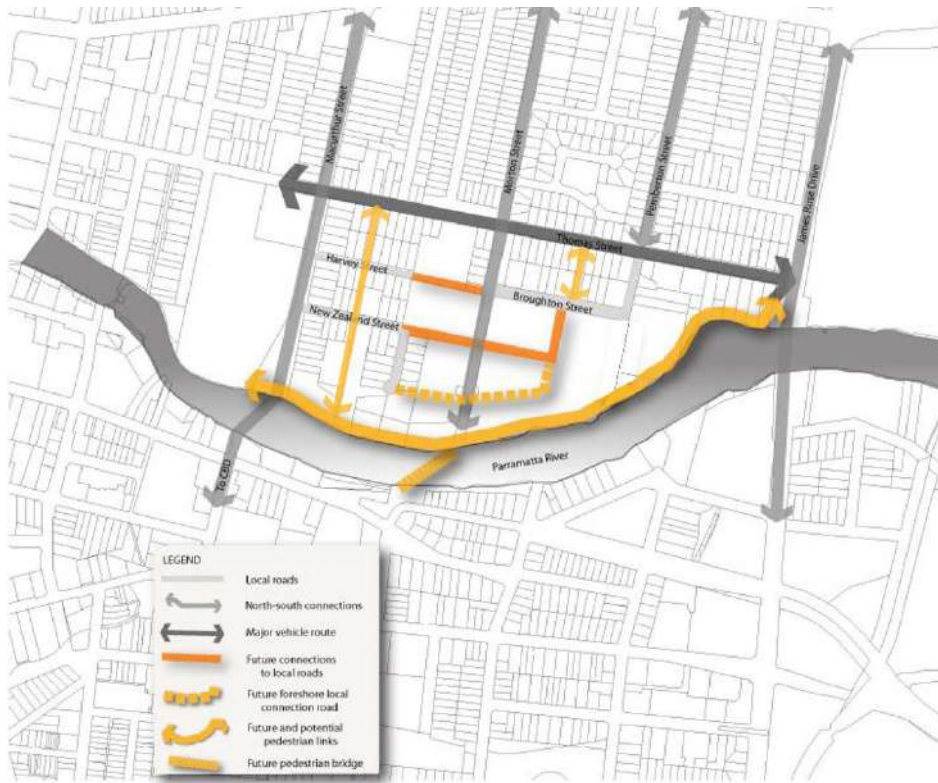 Macarthur Street
Morton Street
Pemberton Street
James Ruse Drive
Thomas Street
Harvey Street
Broughton Street
New Zealand Street
Parramatta River
To CBD
LEGEND
Local roads
North-south connections
Major vehicle route
Future connections
to local roads
Future foreshore local
connection road
Future and potential
pedestrian links
Future pedestrian bridge